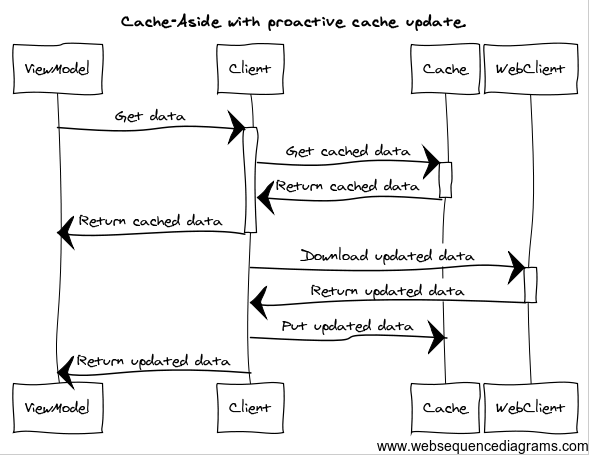 Cache-Aside with proactive cache update.
ViewModel
Client
Cache
WebClient
Get data
Get cached data
Return cached data
Return cached data
Download updated data
Return updated data
Put updated data
Return updated data
ViewModel
Client
Cache
WebClient
www.websequencediagrams.com